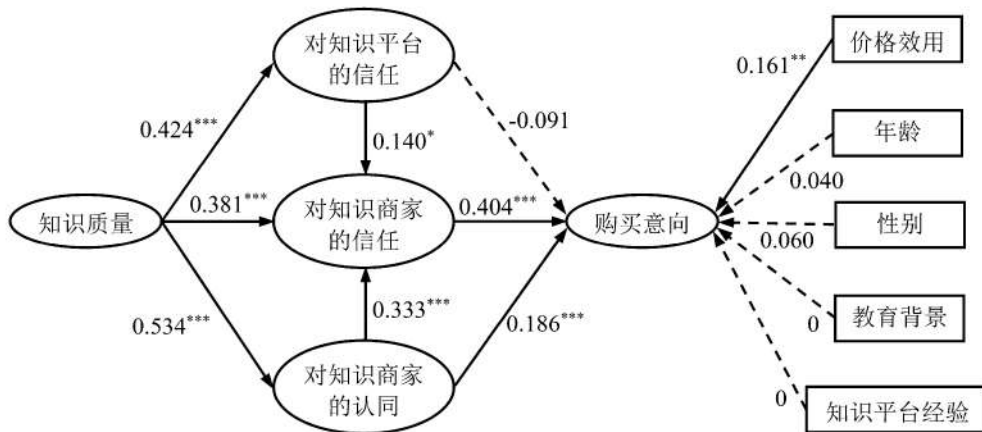 对知识平台
的信任
价格效用
0.161**
0.424***
-0.091
0.140*
年龄
0.040
知识质量
0.381***
对知识商家
的信任
0.404***
购买意向
性别
0.060
0.534***
0.333***
0.186***
教育背景
0
对知识商家
的认同
0
知识平台经验